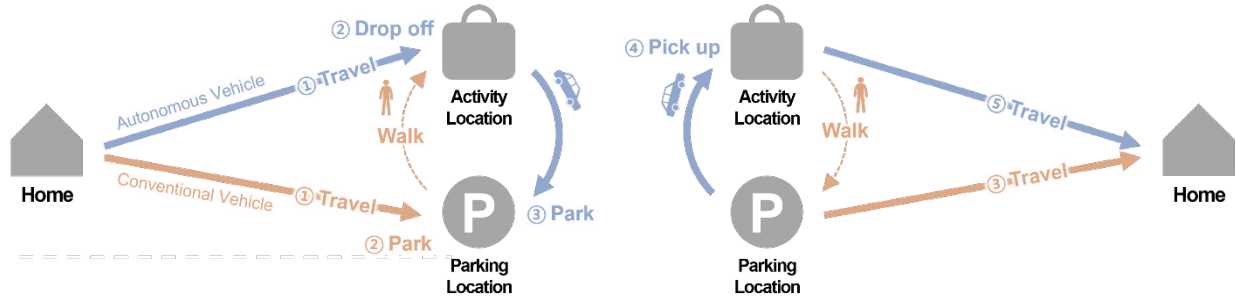 ② Drop off
① Travel
Autonomous Vehicle
Activity
Location
Walk
Home
Conventional Vehicle
① Travel
② Park
P
③ Park
Parking
Location
④ Pick up
Activity
Location
Walk
⑤ Travel
③ Travel
P
Parking
Location
Home